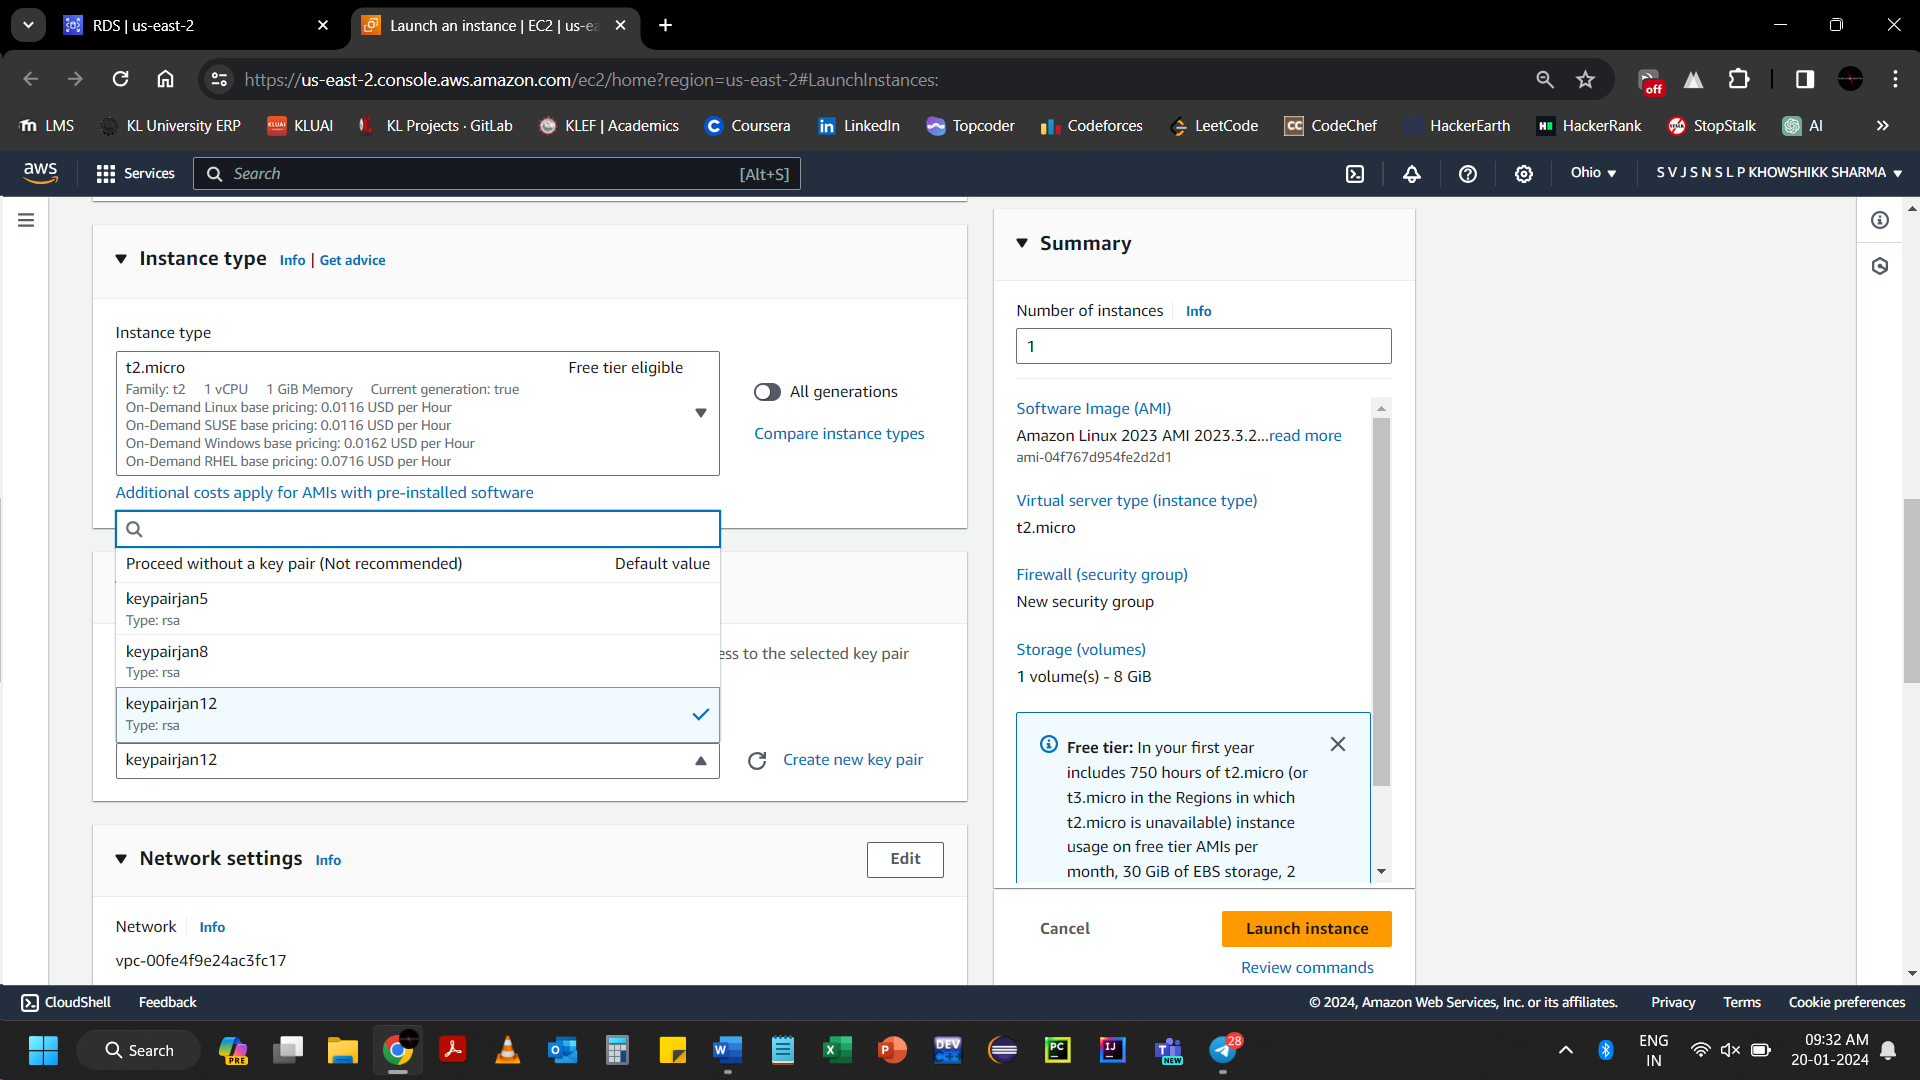 RDS | us-east-2
Launch an instance | EC2 | us-ea
https://us-east-2.console.aws.amazon.com/ec2/home?region=us-east-2#LaunchInstances:
off
LMS
KL University ERP
KLUAI
KL Projects · GitLab
KLEF | Academics
Coursera
LinkedIn
Topcoder
Codeforces
LeetCode
CodeChef
HackerEarth
HackerRank
StopStalk
AI
aws
Services
Search
[Alt+S]
Ohio
S V J S N S L P KHOWSHIKK SHARMA
Instance type
Info | Get advice
Instance type
t2.micro
Free tier eligible
Family: t2 1 vCPU 1 GiB Memory Current generation: true
On-Demand Linux base pricing: 0.0116 USD per Hour
On-Demand SUSE base pricing: 0.0116 USD per Hour
On-Demand Windows base pricing: 0.0162 USD per Hour
On-Demand RHEL base pricing: 0.0716 USD per Hour
All generations
Compare instance types
Additional costs apply for AMIs with pre-installed software
Proceed without a key pair (Not recommended)
Default value
keypairjan5
Type: rsa
keypairjan8
Type: rsa
keypairjan12
Type: rsa
ess to the selected key pair
keypairjan12
Create new key pair
Network settings
Info
Edit
Network
Info
vpc-00fe4f9e24ac3fc17
Summary
Number of instances
Info
1
Software Image (AMI)
Amazon Linux 2023 AMI 2023.3.2...read more
ami-04f767d954fe2d2d1
Virtual server type (instance type)
t2.micro
Firewall (security group)
New security group
Storage (volumes)
1 volume(s) - 8 GiB
Free tier: In your first year
includes 750 hours of t2.micro (or
t3.micro in the Regions in which
t2.micro is unavailable) instance
usage on free tier AMIs per
month, 30 GiB of EBS storage, 2
Cancel
Launch instance
Review commands
CloudShell
Feedback
© 2024, Amazon Web Services, Inc. or its affiliates.
Privacy
Terms
Cookie preferences
Search
PRE
DEV
C++
PC
IJ
NEW
28
ENG
IN
09:32 AM
20-01-2024